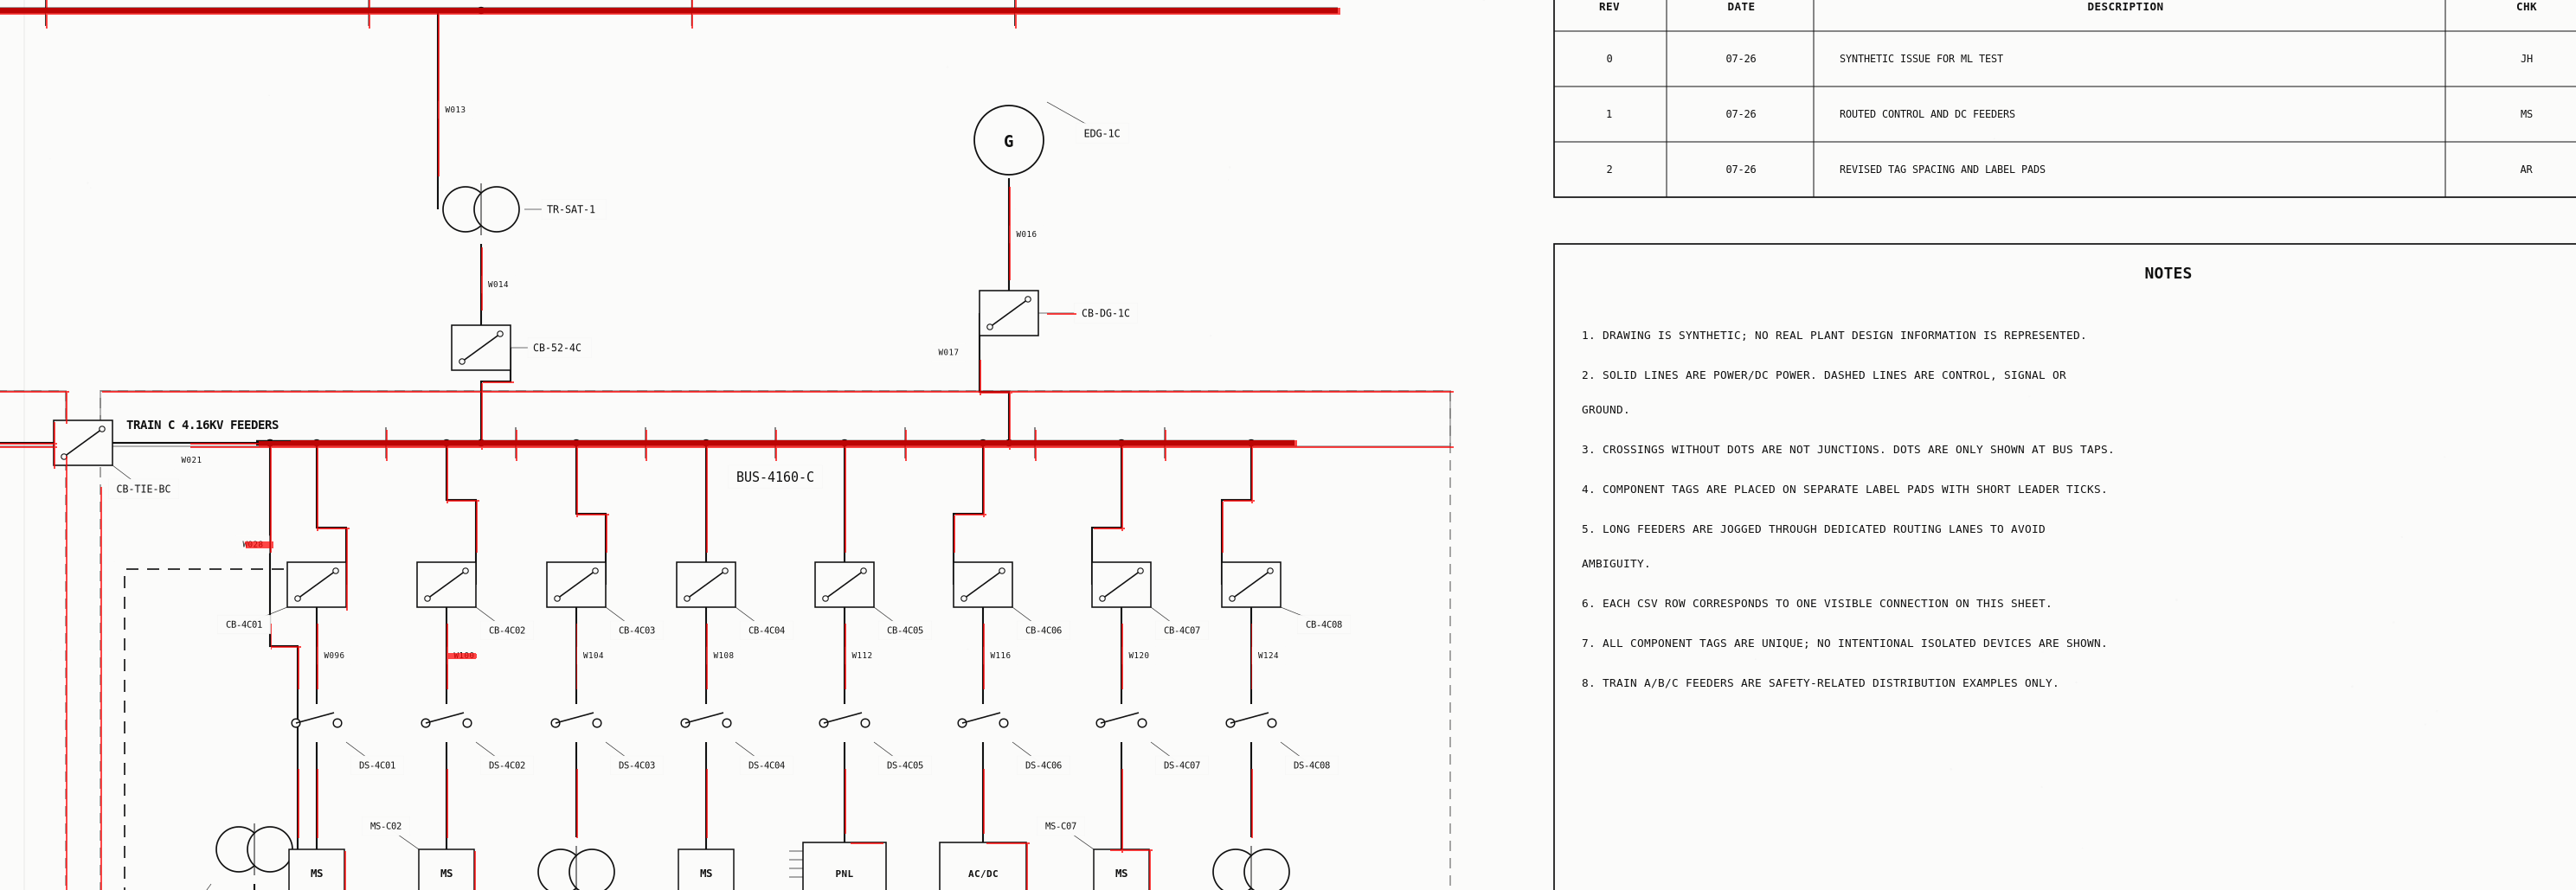 REV DATE DESCRIPTION CHK
0 07-26 SYNTHETIC ISSUE FOR ML TEST JH
1 07-26 ROUTED CONTROL AND DC FEEDERS MS
2 07-26 REVISED TAG SPACING AND LABEL PADS AR
W013
EDG-1C
G
TR-SAT-1
W016
W014
CB-DG-1C
CB-52-4C
W017
TRAIN C 4.16KV FEEDERS
W021
CB-TIE-BC
BUS-4160-C
W028
CB-4C01
CB-4C02
CB-4C03
CB-4C04
CB-4C05
CB-4C06
CB-4C07
CB-4C08
W096
W100
W104
W108
W112
W116
W120
W124
DS-4C01
DS-4C02
DS-4C03
DS-4C04
DS-4C05
DS-4C06
DS-4C07
DS-4C08
MS-C02
MS-C07
MS
MS
MS
PNL
AC/DC
MS
NOTES
1. DRAWING IS SYNTHETIC; NO REAL PLANT DESIGN INFORMATION IS REPRESENTED.
2. SOLID LINES ARE POWER/DC POWER. DASHED LINES ARE CONTROL, SIGNAL OR
GROUND.
3. CROSSINGS WITHOUT DOTS ARE NOT JUNCTIONS. DOTS ARE ONLY SHOWN AT BUS TAPS.
4. COMPONENT TAGS ARE PLACED ON SEPARATE LABEL PADS WITH SHORT LEADER TICKS.
5. LONG FEEDERS ARE JOGGED THROUGH DEDICATED ROUTING LANES TO AVOID
AMBIGUITY.
6. EACH CSV ROW CORRESPONDS TO ONE VISIBLE CONNECTION ON THIS SHEET.
7. ALL COMPONENT TAGS ARE UNIQUE; NO INTENTIONAL ISOLATED DEVICES ARE SHOWN.
8. TRAIN A/B/C FEEDERS ARE SAFETY-RELATED DISTRIBUTION EXAMPLES ONLY.